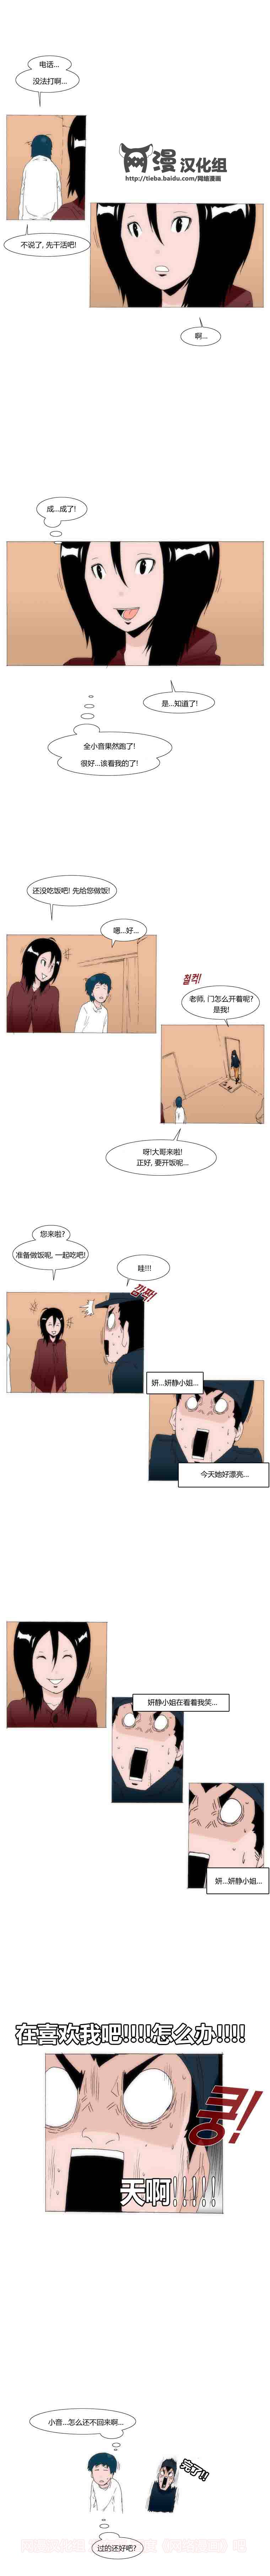 电话...
没法打啊...
漫 汉化组
http://tieba.baidu.com/网络漫画
不说了, 先干活吧!
啊...
成...成了!
是...知道了!
全小音果然跑了!
很好...该看我的了!
还没吃饭吧! 先给您做饭!
嗯...好...
철컥!
老师, 门怎么开着呢?
是我!
呀!大哥来啦!
正好, 要开饭呢...
您来啦?
准备做饭呢, 一起吃吧!
哇!!!
깜짝!
妍...妍静小姐...
今天她好漂亮...
妍静小姐在看着我笑...
妍...妍静小姐...
在喜欢我吧!!!!怎么办!!!!
쿵!
天啊!!!!!
小音...怎么还不回来啊...
完了!!
过的还好吧?